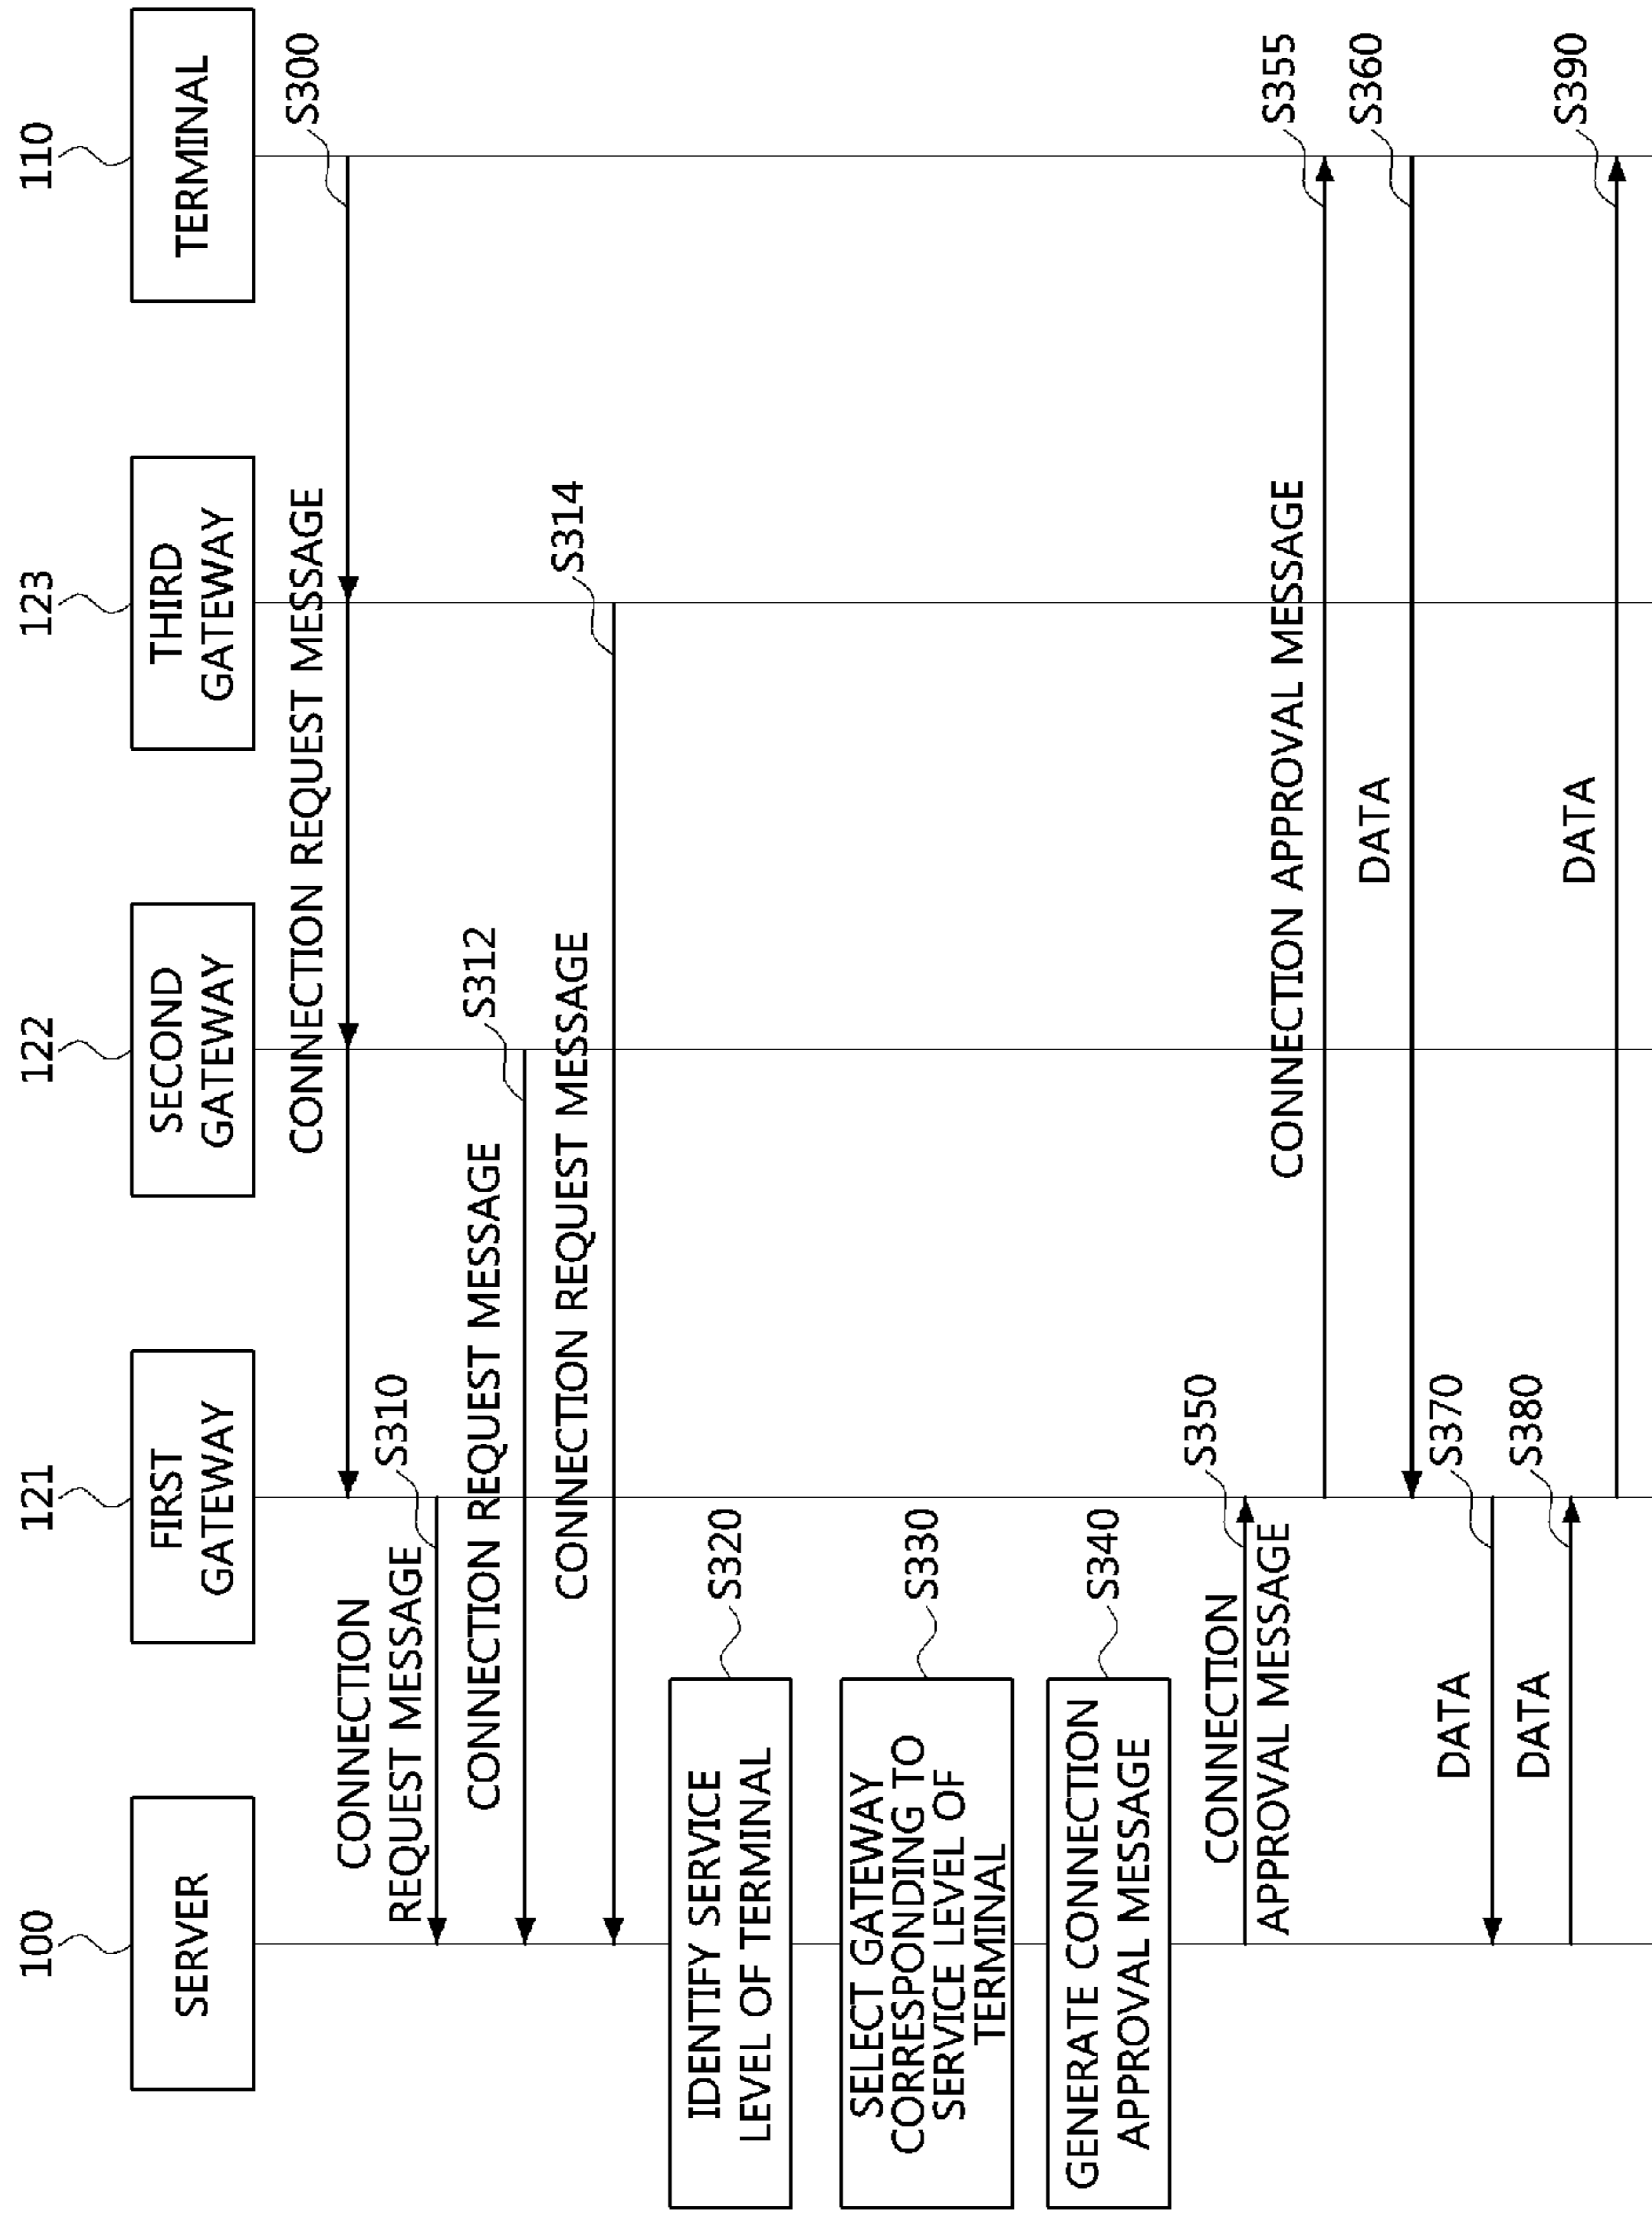 100
121
122
123
110
SERVER
FIRST
GATEWAY
SECOND
GATEWAY
THIRD
GATEWAY
TERMINAL
S300
CONNECTION REQUEST MESSAGE
CONNECTION
REQUEST MESSAGE
S310
CONNECTION REQUEST MESSAGE
S312
CONNECTION REQUEST MESSAGE
S314
IDENTIFY SERVICE
LEVEL OF TERMINAL
S320
SELECT GATEWAY
CORRESPONDING TO
SERVICE LEVEL OF
TERMINAL
S330
GENERATE CONNECTION
APPROVAL MESSAGE
S340
CONNECTION
APPROVAL MESSAGE
S350
CONNECTION APPROVAL MESSAGE
S355
DATA
S360
DATA
S370
DATA
S380
DATA
S390